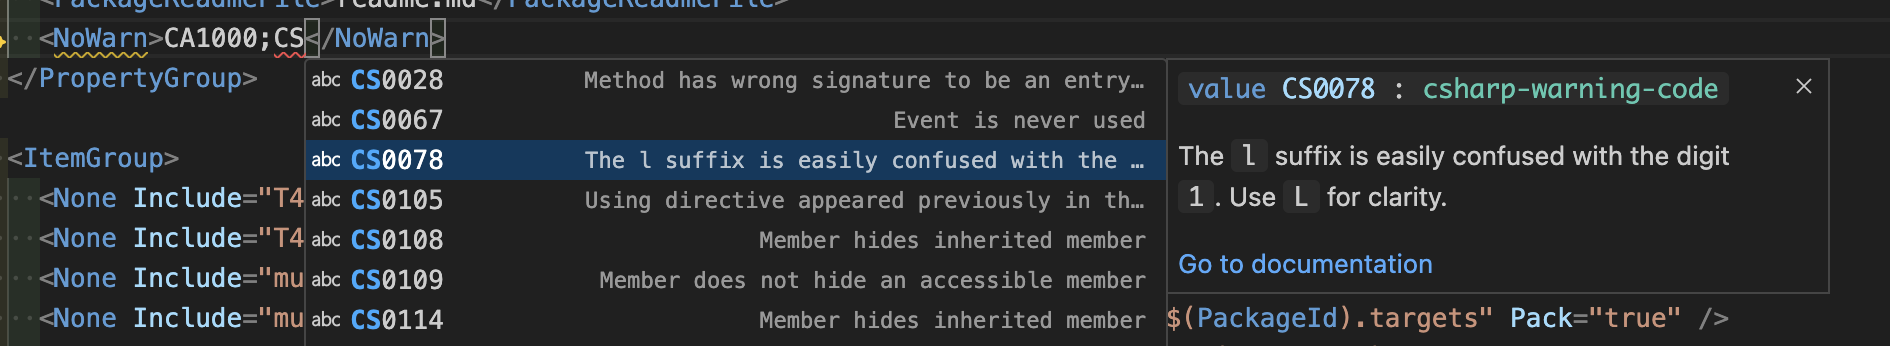 <PackageReadmeFile>readme.md</PackageReadmeFile>
<NoWarn>CA1000;CS</NoWarn>
</PropertyGroup>
<ItemGroup>
<None Include="T4
<None Include="T4
<None Include="mu
<None Include="mu
abc CS0028 Method has wrong signature to be an entry…
abc CS0067 Event is never used
abc CS0078 The l suffix is easily confused with the …
abc CS0105 Using directive appeared previously in th…
abc CS0108 Member hides inherited member
abc CS0109 Member does not hide an accessible member
abc CS0114 Member hides inherited member
value CS0078 : csharp-warning-code
The l suffix is easily confused with the digit
1. Use L for clarity.
Go to documentation
$(PackageId).targets" Pack="true" />